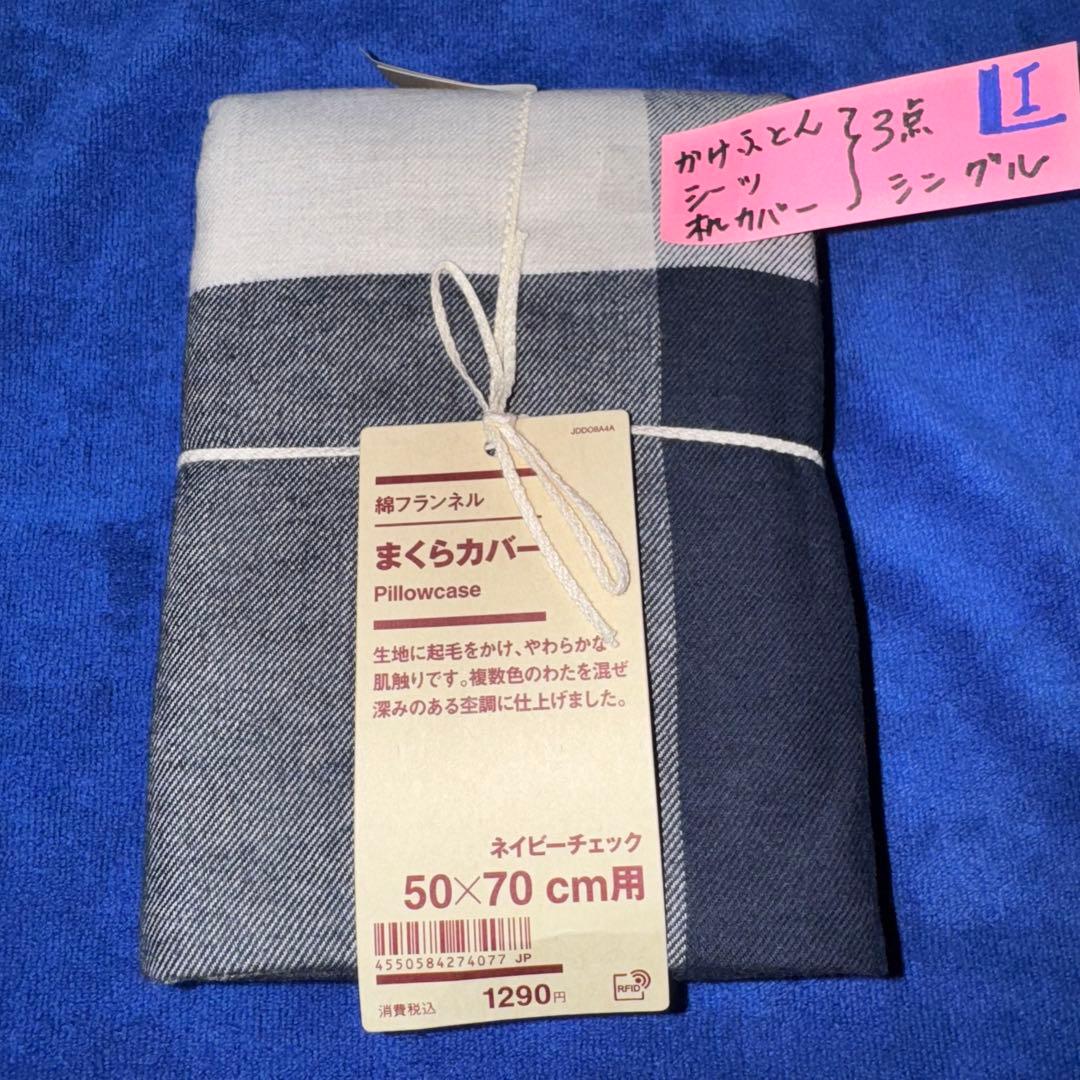 かけふとん
シーツ
枕カバー
3点
シングル
I
JDD08A4A
綿フランネル
まくらカバー
Pillowcase
生地に起毛をかけ、やわらかな
肌触りです。複数色のわたを混ぜ
深みのある杢調に仕上げました。
ネイビーチェック
50×70 cm用
4550584274077 JP
消費税込 1290円
RFID